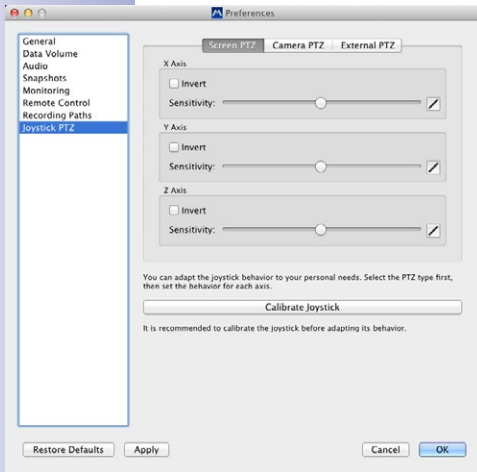 Preferences
General
Data Volume
Audio
Snapshots
Monitoring
Remote Control
Recording Paths
Joystick PTZ
Screen PTZ
Camera PTZ
External PTZ
X Axis
Invert
Sensitivity:
Y Axis
Invert
Sensitivity:
Z Axis
Invert
Sensitivity:
You can adapt the joystick behavior to your personal needs. Select the PTZ type first,
then set the behavior for each axis.
Calibrate Joystick
It is recommended to calibrate the joystick before adapting its behavior.
Restore Defaults
Apply
Cancel
OK